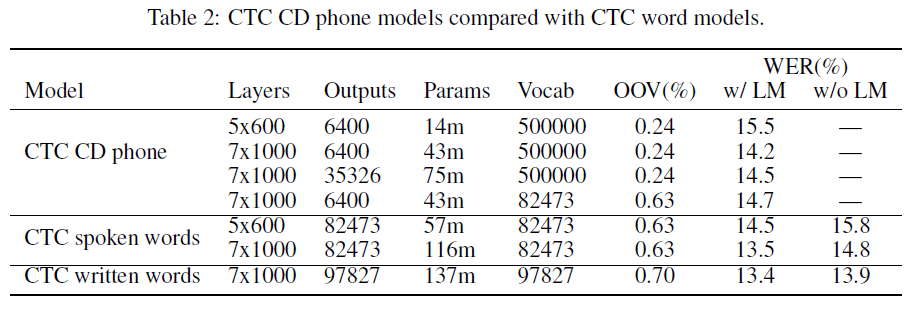 Table 2: CTC CD phone models compared with CTC word models.
WER(%)
Model Layers Outputs Params Vocab OOV(%) w/ LM w/o LM
5x600 6400 14m 500000 0.24 15.5 —
CTC CD phone 7x1000 6400 43m 500000 0.24 14.2 —
7x1000 35326 75m 500000 0.24 14.5 —
7x1000 6400 43m 82473 0.63 14.7 —
CTC spoken words 5x600 82473 57m 82473 0.63 14.5 15.8
7x1000 82473 116m 82473 0.63 13.5 14.8
CTC written words 7x1000 97827 137m 97827 0.70 13.4 13.9